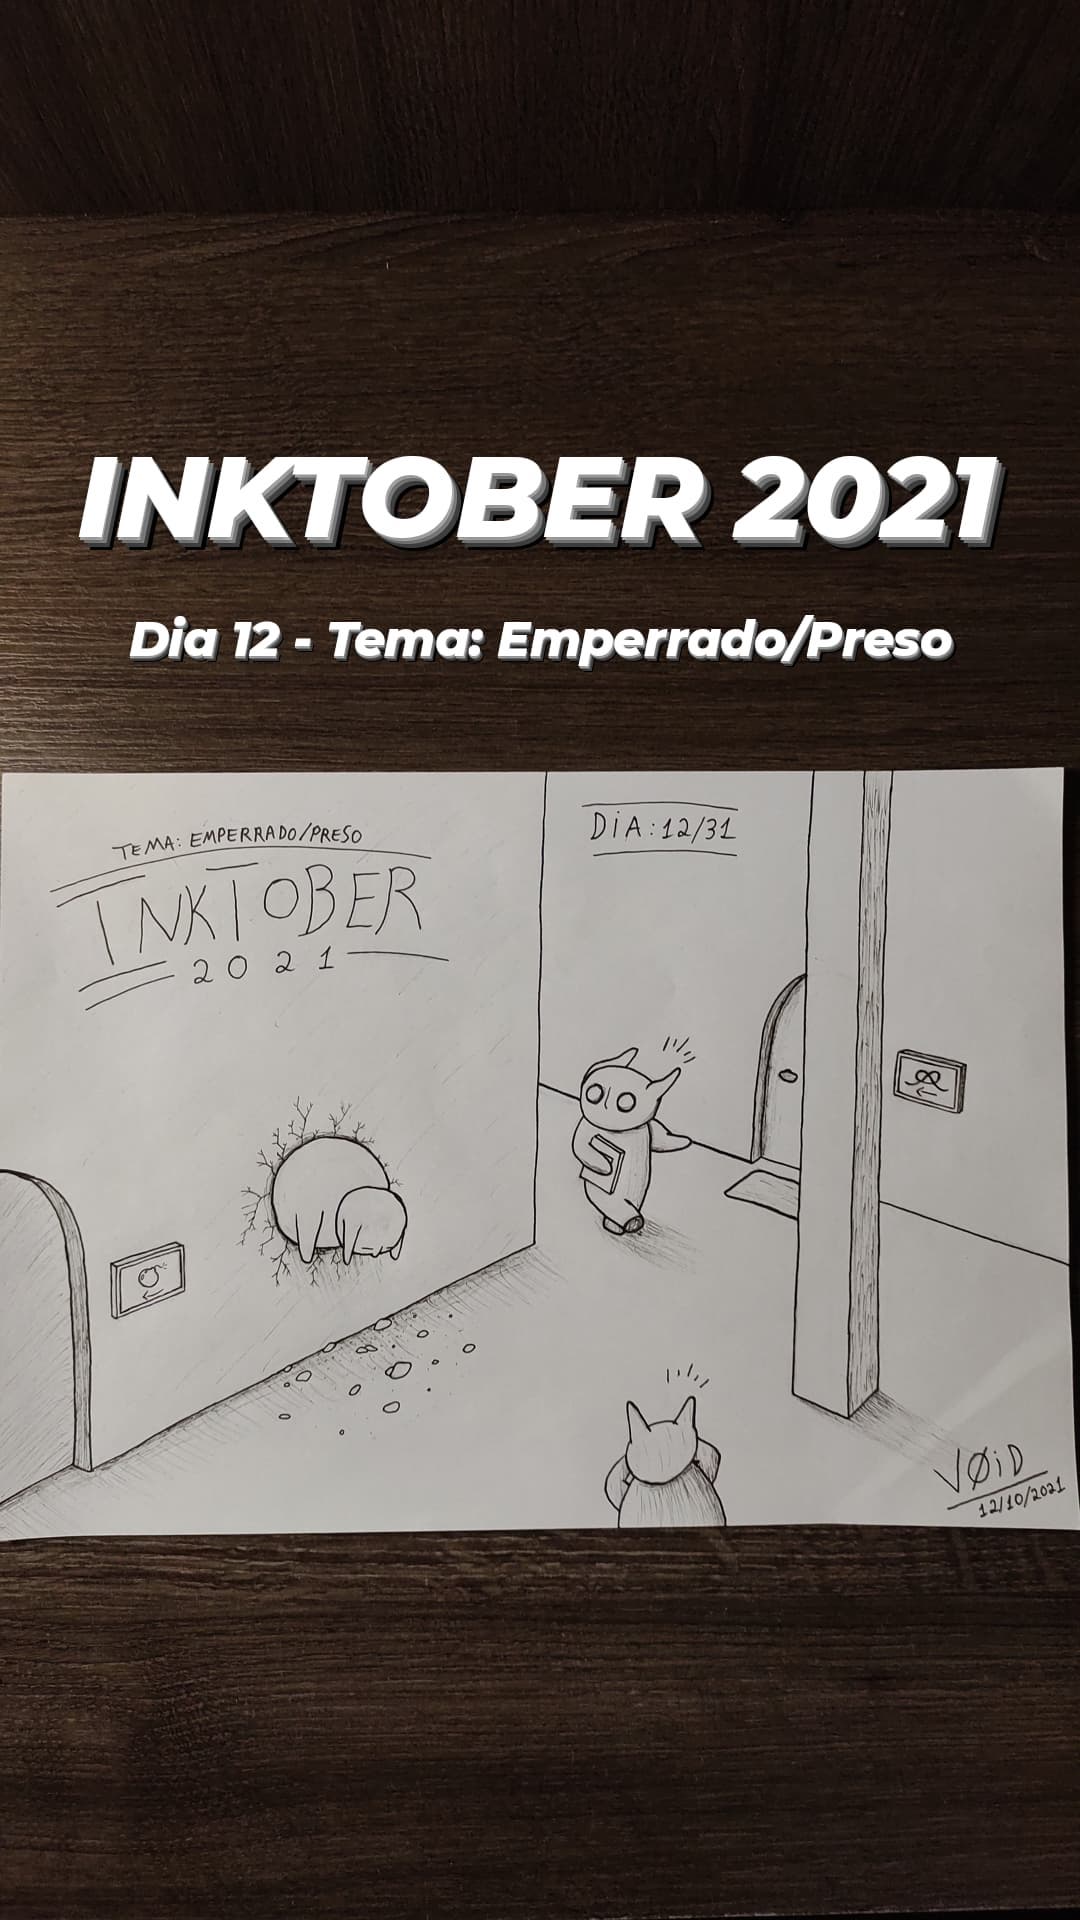 INKTOBER 2021
Dia 12 - Tema: Emperrado/Preso
TEMA: EMPERRADO/PRESO
INKTOBER
2021
DiA:12/31
VØiD
12/10/2021